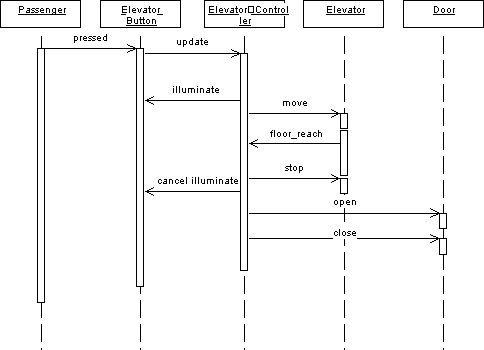 Passenger
Elevator
Button
Elevator□Control
ler
Elevator
Door
pressed
update
illuminate
move
floor_reach
stop
cancel illuminate
open
close